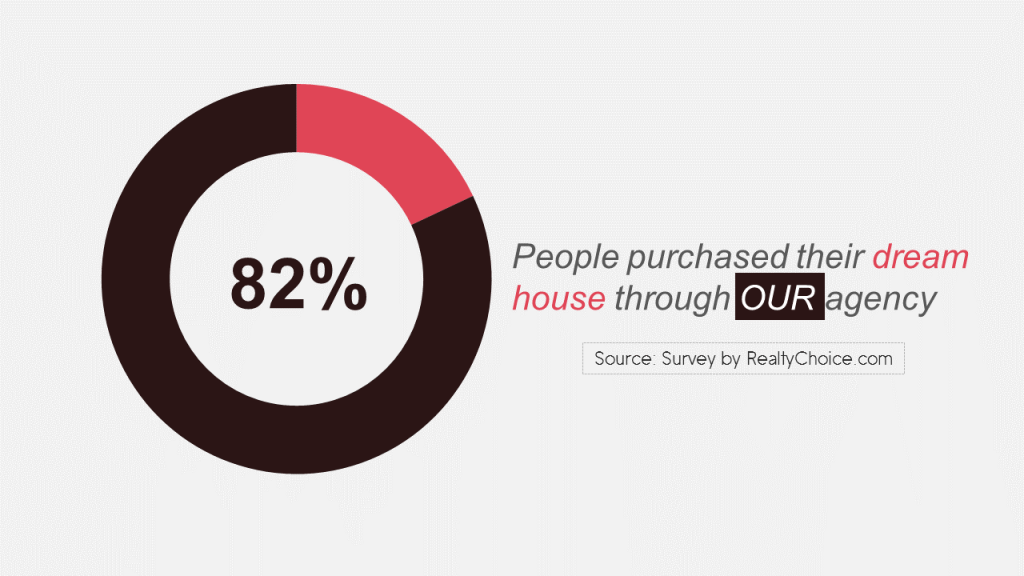 82%
People purchased their dream
house through OUR agency
Source: Survey by RealtyChoice.com